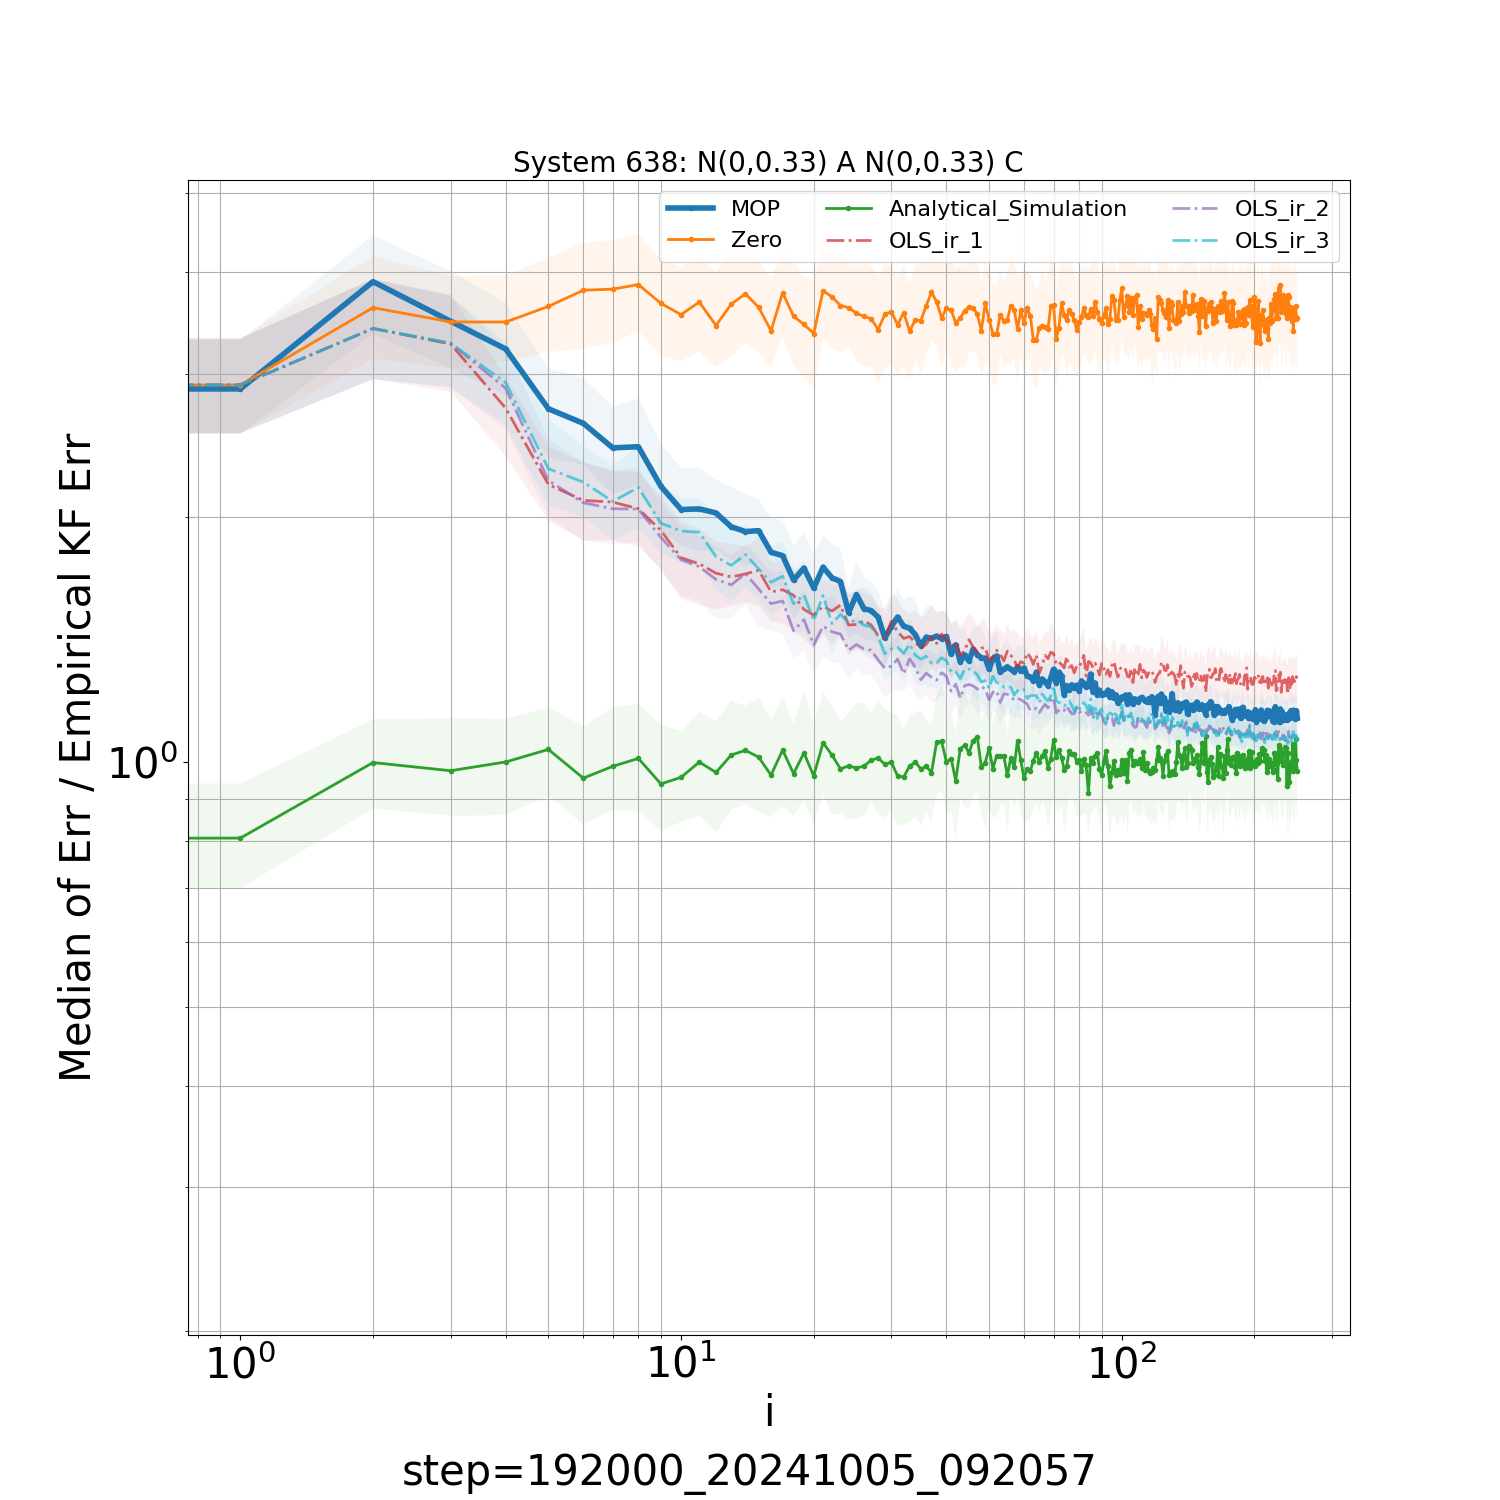 System 638: N(0,0.33) A N(0,0.33) C
MOP
Zero
Analytical_Simulation
OLS_ir_1
OLS_ir_2
OLS_ir_3
Median of Err / Empirical KF Err
10⁰
10⁰ 10¹ 10²
i
step=192000_20241005_092057